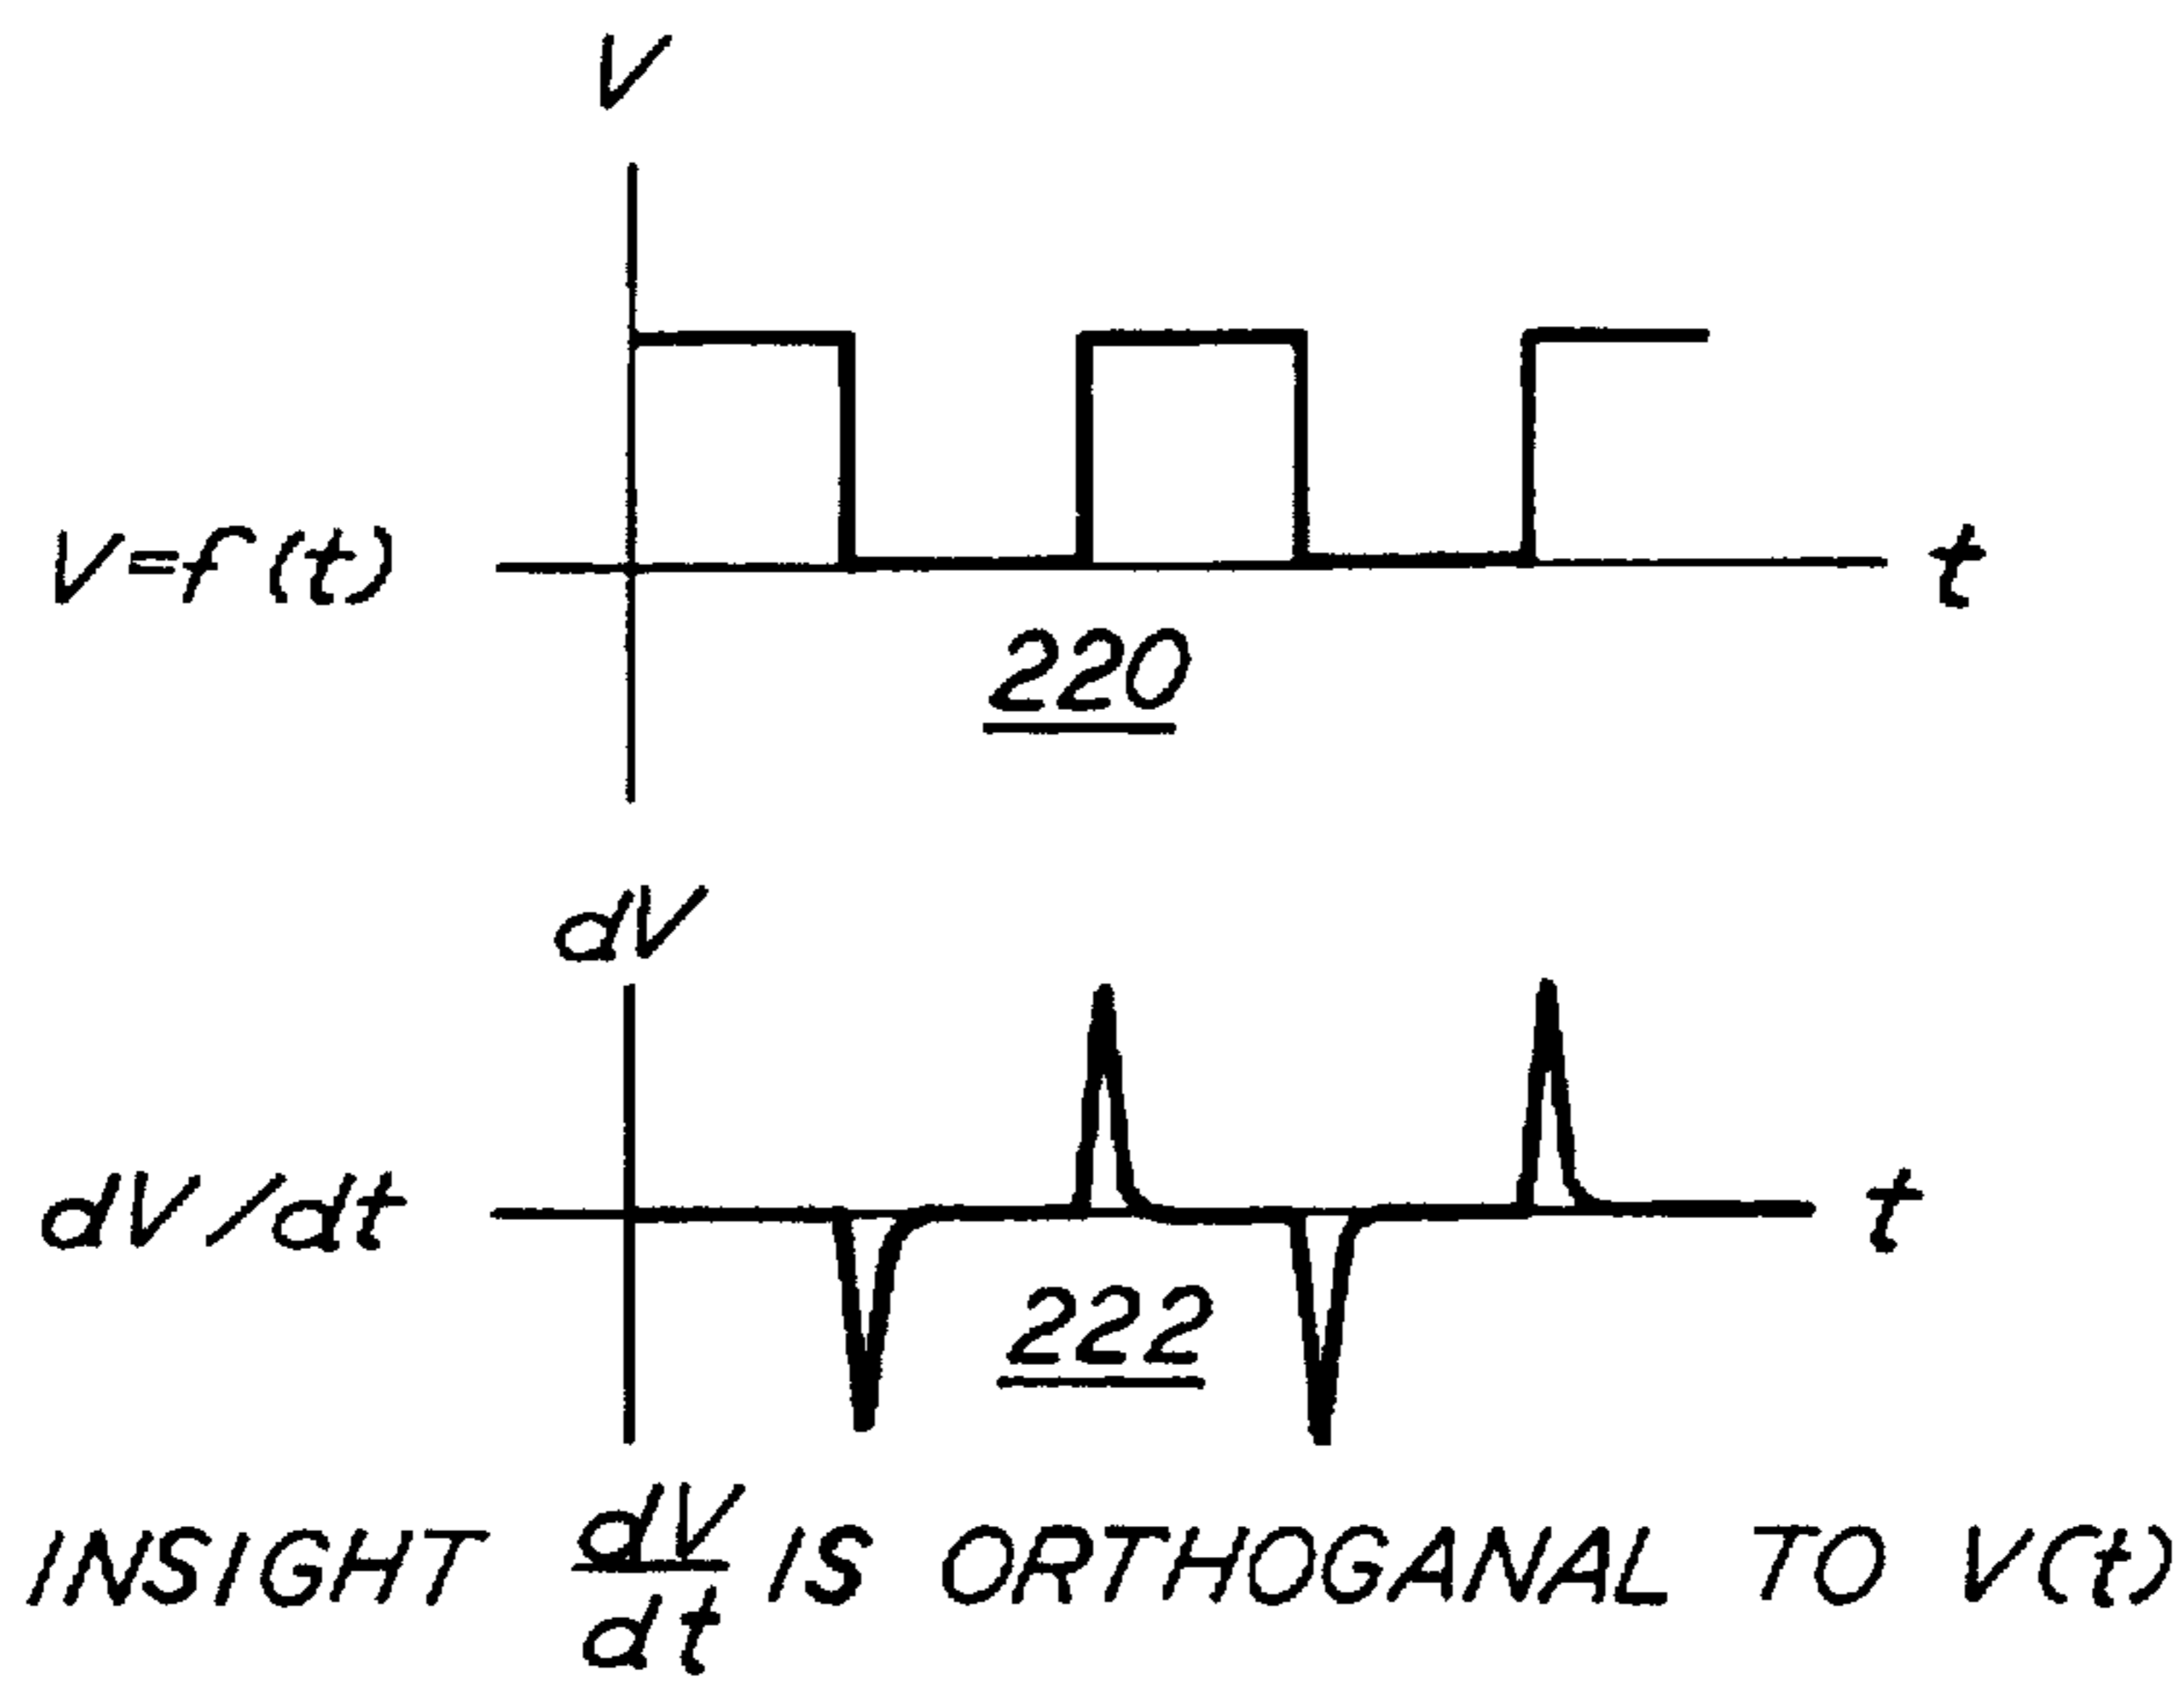 V
V=f(t)
t
220
dV
dV/dt
t
222
INSIGHT dV/dt IS ORTHOGANAL TO V(t)